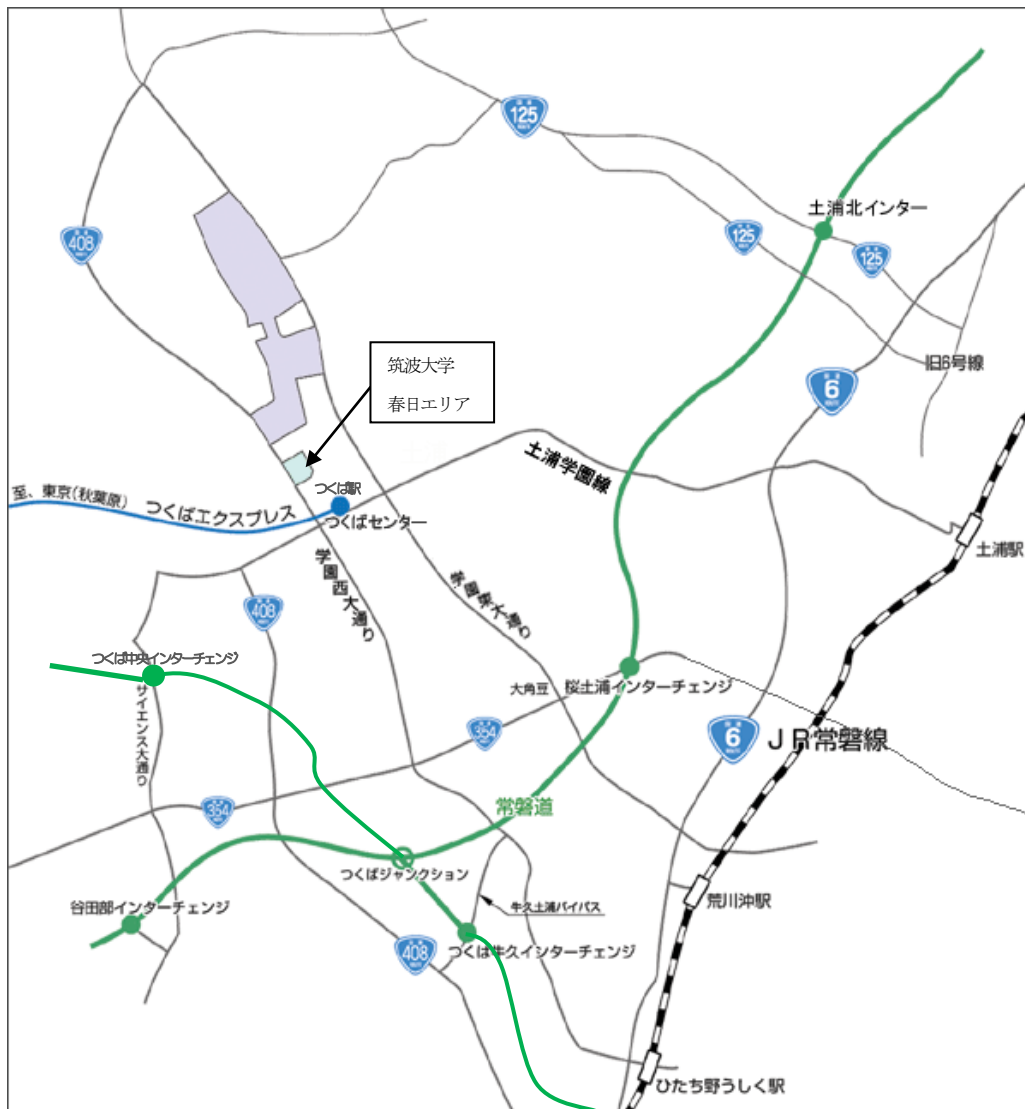 125
土浦北インター
408
125
125
筑波大学
春日エリア
旧6号線
6
土浦学園線
つくば駅
至、東京(秋葉原)
つくばエクスプレス
つくばセンター
土浦駅
学園西大通り
学園東大通り
408
つくば中央インターチェンジ
サイエンス大通り
大角豆
桜土浦インターチェンジ
354
6
JR常磐線
354
常磐道
つくばジャンクション
谷田部インターチェンジ
牛久土浦バイパス
荒川沖駅
408
つくば牛久インターチェンジ
ひたち野うしく駅